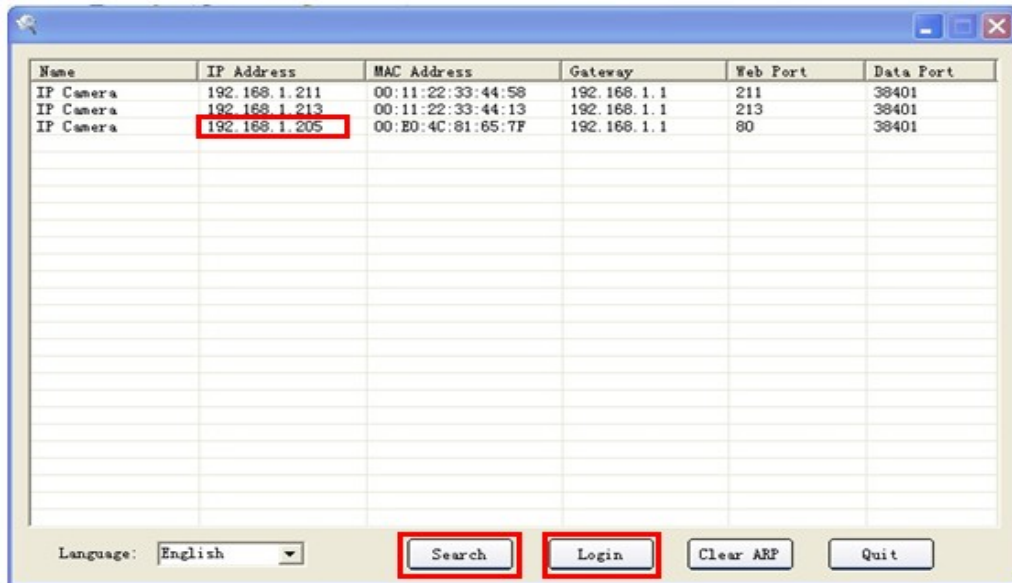 Name IP Address MAC Address Gateway Web Port Data Port
IP Camera 192.168.1.211 00:11:22:33:44:58 192.168.1.1 211 38401
IP Camera 192.168.1.213 00:11:22:33:44:13 192.168.1.1 213 38401
IP Camera 192.168.1.205 00:E0:4C:81:65:7F 192.168.1.1 80 38401
Language: English Search Login Clear ARP Quit